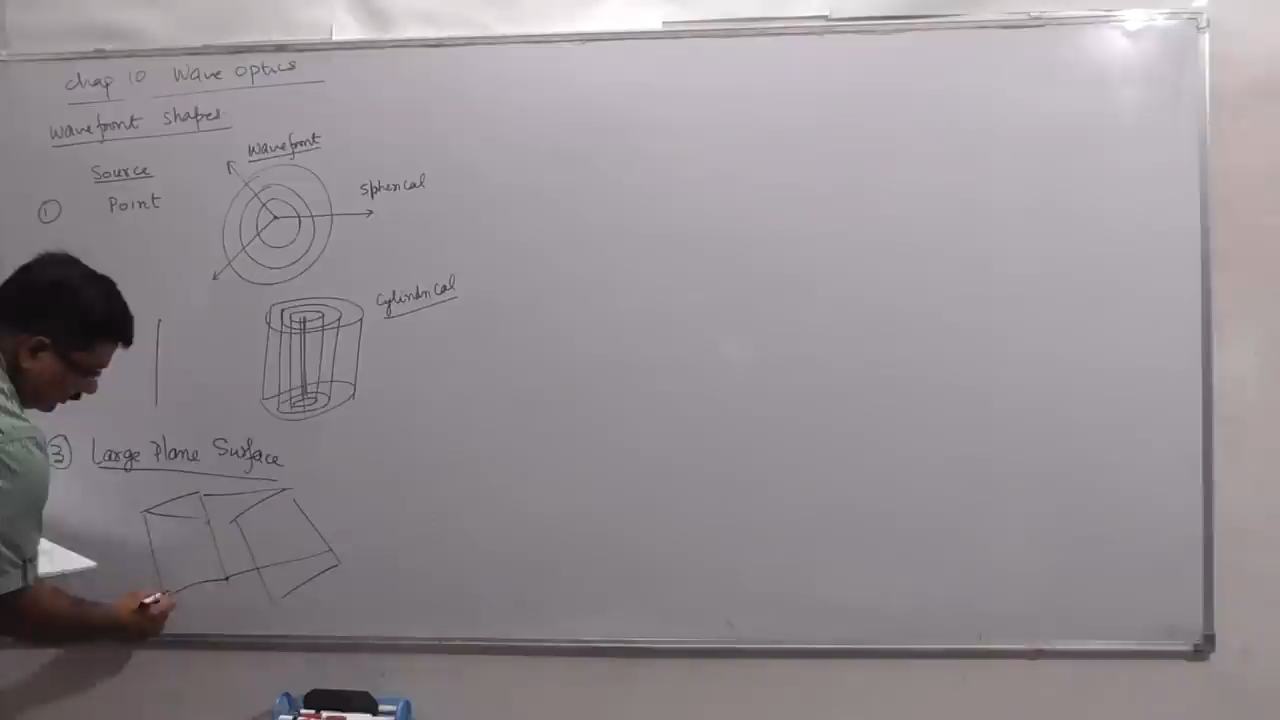 Chap 10 Wave optics
Wavefront shapes
Source Wavefront
① Point spherical
cylindrical
③ Large Plane Surface